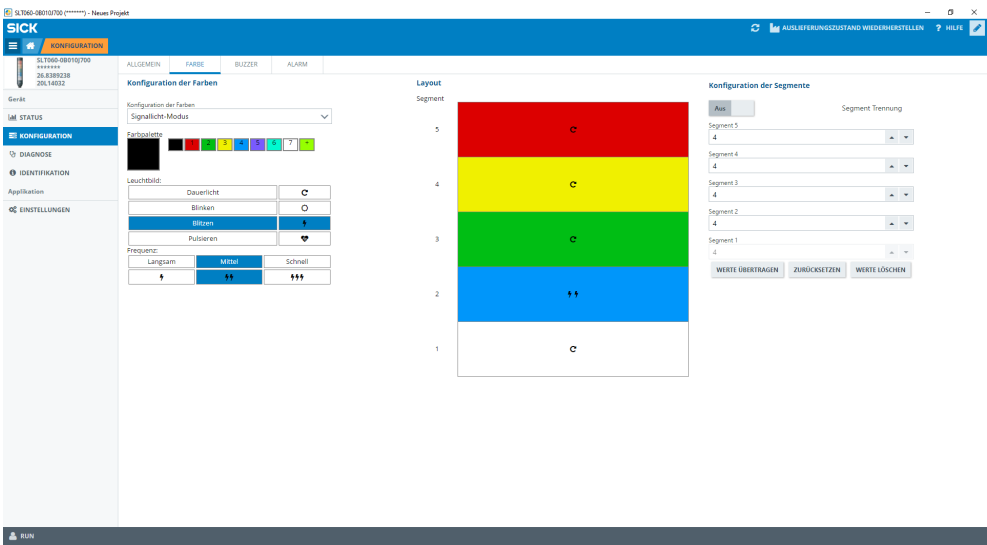 SLT060-0B010J700 (*******) - Neues Projekt
SICK
AUSLIEFERUNGSZUSTAND WIEDERHERSTELLEN ? HILFE
KONFIGURATION
SLT060-0B010J700
*******
26.8389238
20L14032
Gerät
STATUS
KONFIGURATION
DIAGNOSE
IDENTIFIKATION
Applikation
EINSTELLUNGEN
ALLGEMEIN FARBE BUZZER ALARM
Konfiguration der Farben
Konfiguration der Farben
Signallicht-Modus
Farbpalette
1 2 3 4 5 6 7 +
Leuchtbild:
Dauerlicht
Blinken
Blitzen
Pulsieren
Frequenz:
Langsam Mittel Schnell
Layout
Segment
5
4
3
2
1
Konfiguration der Segmente
Aus Segment Trennung
Segment 5
4
Segment 4
4
Segment 3
4
Segment 2
4
Segment 1
4
WERTE ÜBERTRAGEN ZURÜCKSETZEN WERTE LÖSCHEN
RUN